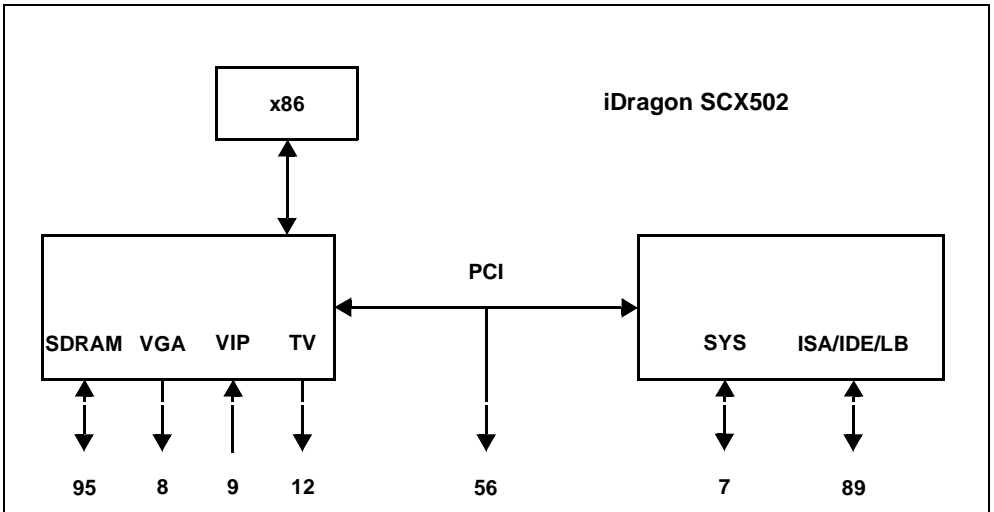 x86
iDragon SCX502
PCI
SDRAM VGA VIP TV
SYS ISA/IDE/LB
95 8 9 12 56 7 89